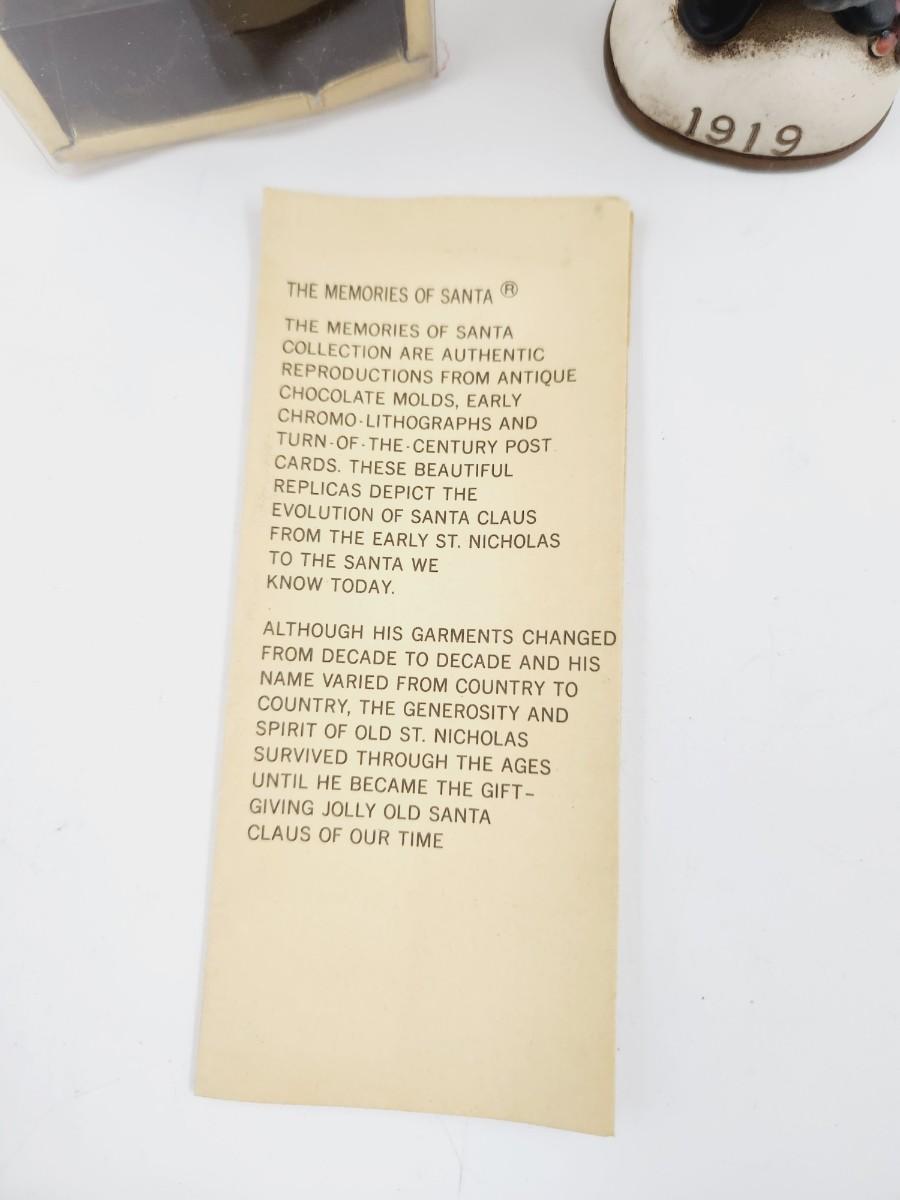 1919
THE MEMORIES OF SANTA ®
THE MEMORIES OF SANTA
COLLECTION ARE AUTHENTIC
REPRODUCTIONS FROM ANTIQUE
CHOCOLATE MOLDS, EARLY
CHROMO-LITHOGRAPHS AND
TURN-OF-THE-CENTURY POST
CARDS. THESE BEAUTIFUL
REPLICAS DEPICT THE
EVOLUTION OF SANTA CLAUS
FROM THE EARLY ST. NICHOLAS
TO THE SANTA WE
KNOW TODAY.
ALTHOUGH HIS GARMENTS CHANGED
FROM DECADE TO DECADE AND HIS
NAME VARIED FROM COUNTRY TO
COUNTRY, THE GENEROSITY AND
SPIRIT OF OLD ST. NICHOLAS
SURVIVED THROUGH THE AGES
UNTIL HE BECAME THE GIFT–
GIVING JOLLY OLD SANTA
CLAUS OF OUR TIME